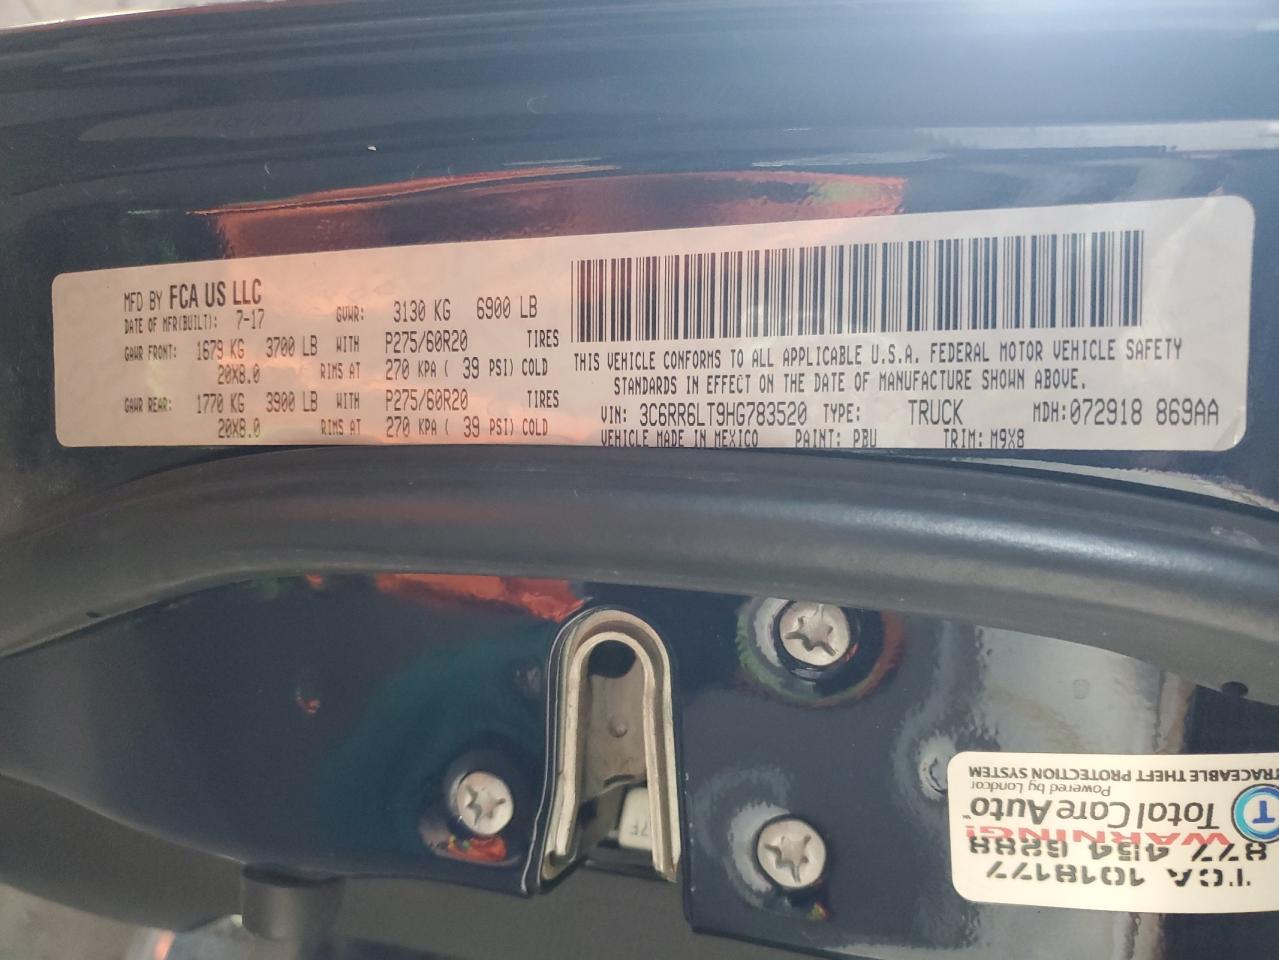 MFD BY FCA US LLC
DATE OF MFR(BUILT): 7-17 GVWR: 3130 KG 6900 LB
GAWR FRONT: 1679 KG 3700 LB WITH P275/60R20 TIRES
20X8.0 RIMS AT 270 KPA ( 39 PSI) COLD
GAWR REAR: 1770 KG 3900 LB WITH P275/60R20 TIRES
20X8.0 RIMS AT 270 KPA ( 39 PSI) COLD
THIS VEHICLE CONFORMS TO ALL APPLICABLE U.S.A. FEDERAL MOTOR VEHICLE SAFETY
STANDARDS IN EFFECT ON THE DATE OF MANUFACTURE SHOWN ABOVE.
VIN: 3C6RR6LT9HG783520 TYPE: TRUCK MDH: 072918 869AA
VEHICLE MADE IN MEXICO PAINT: PBU TRIM: M9X8
TCA 1018177
877 454 6288
WARNING!
T Total Care Auto
Powered by Landcar
TRACEABLE THEFT PROTECTION SYSTEM